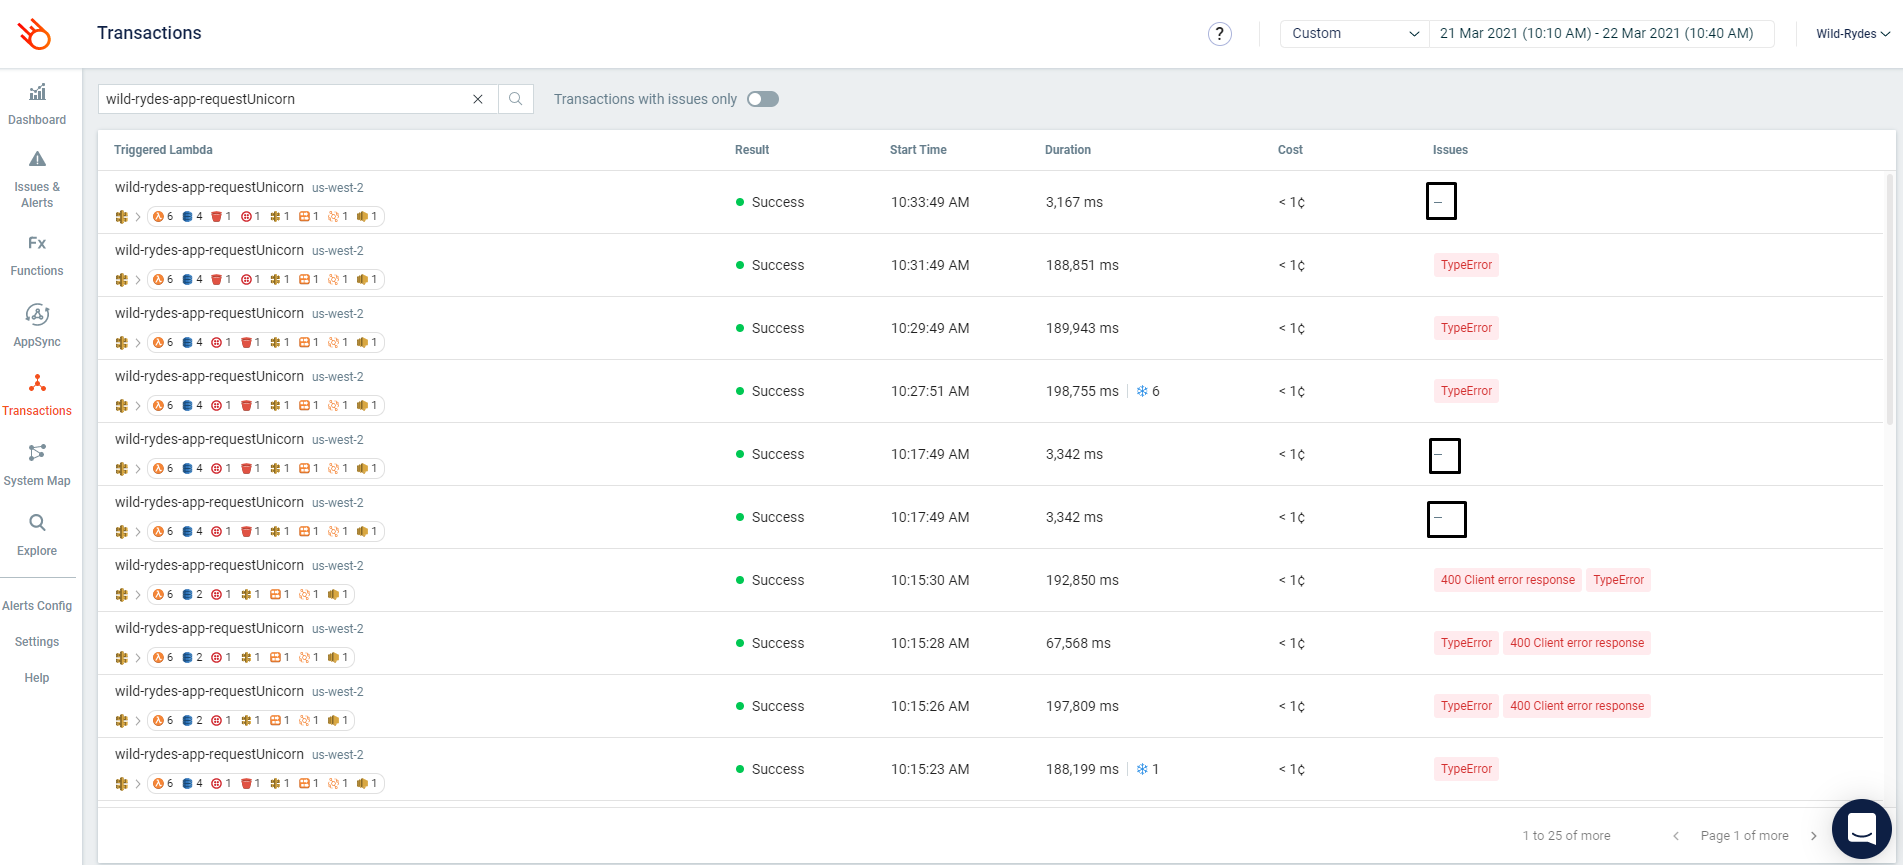 Transactions
?
Custom
21 Mar 2021 (10:10 AM) - 22 Mar 2021 (10:40 AM)
Wild-Rydes
Dashboard
Issues &
Alerts
Fx
Functions
AppSync
Transactions
System Map
Explore
Alerts Config
Settings
Help
wild-rydes-app-requestUnicorn
Transactions with issues only
Triggered Lambda Result Start Time Duration Cost Issues
wild-rydes-app-requestUnicorn us-west-2
6 4 1 1 1 1 1 1
Success 10:33:49 AM 3,167 ms < 1¢ –
wild-rydes-app-requestUnicorn us-west-2
6 4 1 1 1 1 1 1
Success 10:31:49 AM 188,851 ms < 1¢ TypeError
wild-rydes-app-requestUnicorn us-west-2
6 4 1 1 1 1 1 1
Success 10:29:49 AM 189,943 ms < 1¢ TypeError
wild-rydes-app-requestUnicorn us-west-2
6 4 1 1 1 1 1 1
Success 10:27:51 AM 198,755 ms 6 < 1¢ TypeError
wild-rydes-app-requestUnicorn us-west-2
6 4 1 1 1 1 1 1
Success 10:17:49 AM 3,342 ms < 1¢ –
wild-rydes-app-requestUnicorn us-west-2
6 4 1 1 1 1 1 1
Success 10:17:49 AM 3,342 ms < 1¢ –
wild-rydes-app-requestUnicorn us-west-2
6 2 1 1 1 1 1
Success 10:15:30 AM 192,850 ms < 1¢ 400 Client error response TypeError
wild-rydes-app-requestUnicorn us-west-2
6 2 1 1 1 1 1
Success 10:15:28 AM 67,568 ms < 1¢ TypeError 400 Client error response
wild-rydes-app-requestUnicorn us-west-2
6 2 1 1 1 1 1
Success 10:15:26 AM 197,809 ms < 1¢ TypeError 400 Client error response
wild-rydes-app-requestUnicorn us-west-2
6 4 1 1 1 1 1 1
Success 10:15:23 AM 188,199 ms 1 < 1¢ TypeError
1 to 25 of more
Page 1 of more